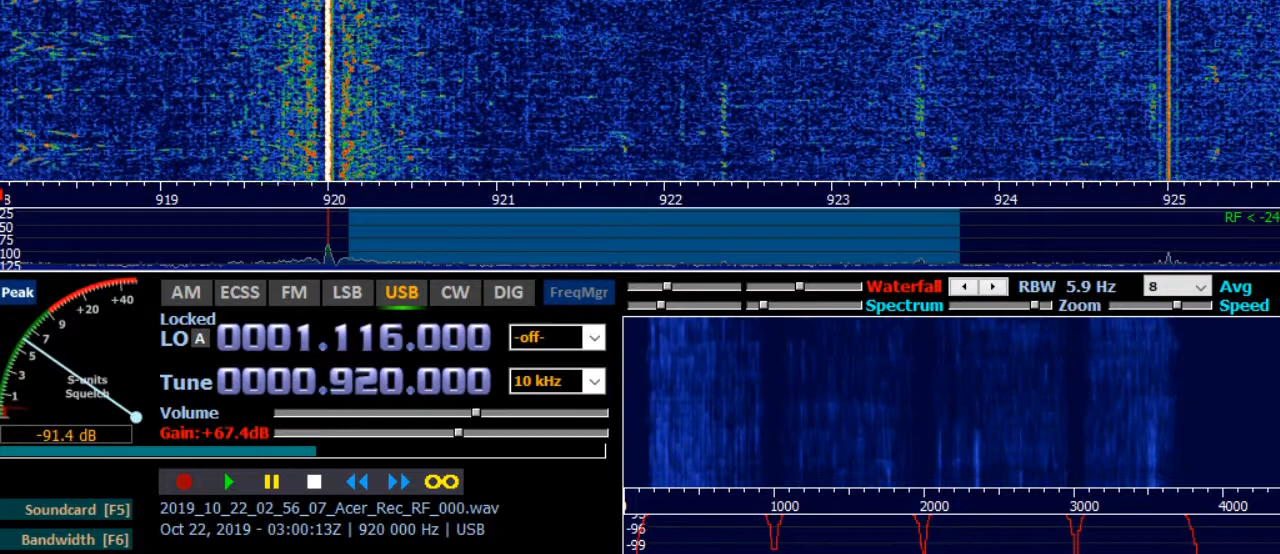 3 919 920 921 922 923 924 925
25
50
75
100
125
RF < -24
Peak
+40
+20
9
7
5
3
1
S-units
Squelch
-91.4 dB
AM ECSS FM LSB USB CW DIG FreqMgr
Locked
LO A 0001.116.000 -off-
Tune 0000.920.000 10 kHz
Volume
Gain: +67.4dB
Waterfall RBW 5.9 Hz 8 Avg
Spectrum Zoom Speed
2019_10_22_02_56_07_Acer_Rec_RF_000.wav
Oct 22, 2019 - 03:00:13Z | 920 000 Hz | USB
Soundcard [F5]
Bandwidth [F6]
1000 2000 3000 4000
-96
-99